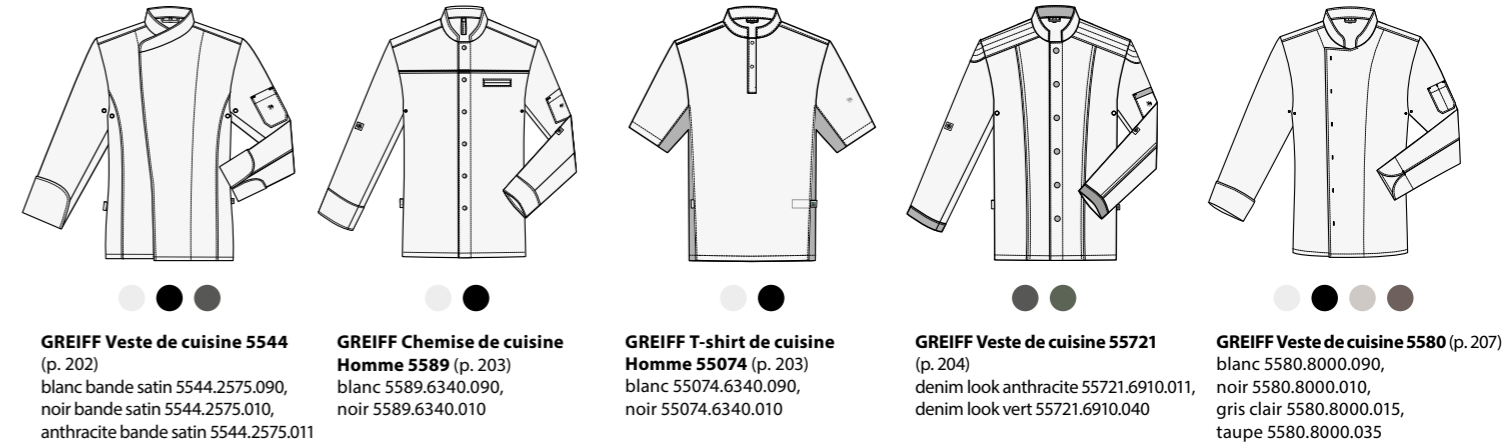 GREIFF Veste de cuisine 5544
(p. 202)
blanc bande satin 5544.2575.090,
noir bande satin 5544.2575.010,
anthracite bande satin 5544.2575.011
GREIFF Chemise de cuisine
Homme 5589 (p. 203)
blanc 5589.6340.090,
noir 5589.6340.010
GREIFF T-shirt de cuisine
Homme 55074 (p. 203)
blanc 55074.6340.090,
noir 55074.6340.010
GREIFF Veste de cuisine 55721
(p. 204)
denim look anthracite 55721.6910.011,
denim look vert 55721.6910.040
GREIFF Veste de cuisine 5580 (p. 207)
blanc 5580.8000.090,
noir 5580.8000.010,
gris clair 5580.8000.015,
taupe 5580.8000.035